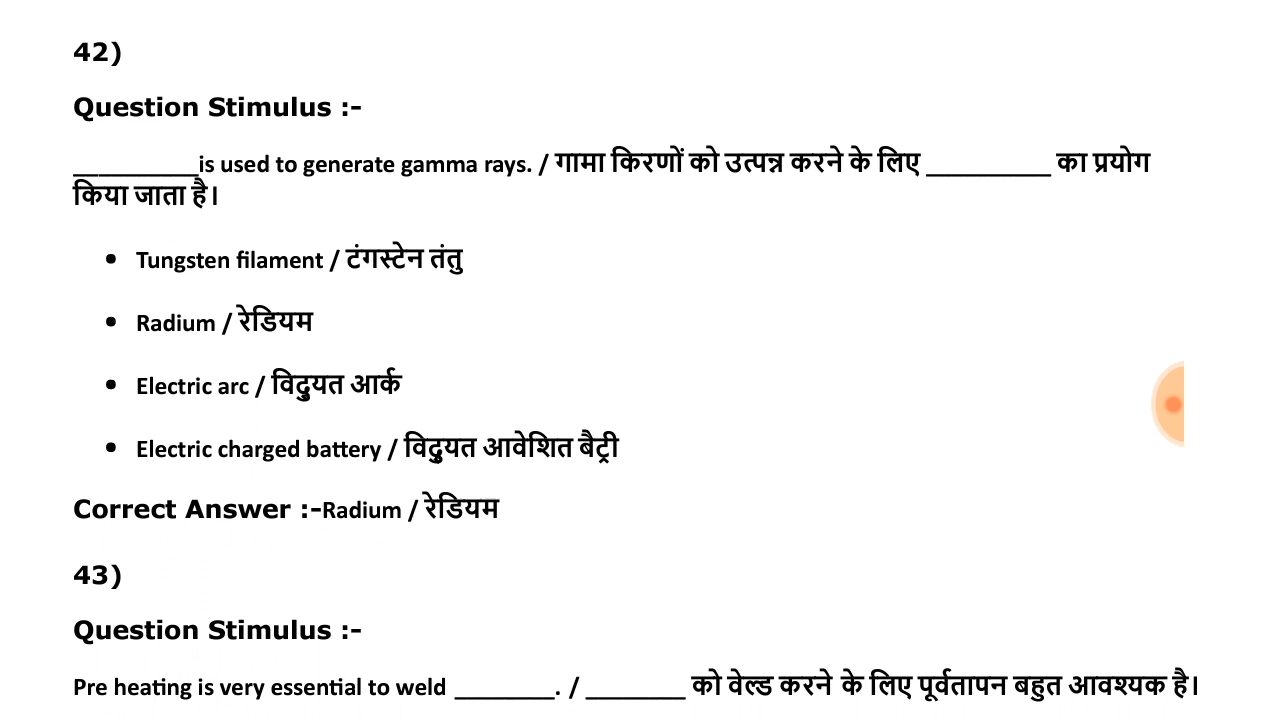 42)
Question Stimulus :-
__________is used to generate gamma rays. / गामा किरणों को उत्पन्न करने के लिए __________ का प्रयोग
किया जाता है।
• Tungsten filament / टंगस्टेन तंतु
• Radium / रेडियम
• Electric arc / विद्युयत आर्क
• Electric charged battery / विद्युयत आवेशित बैट्री
Correct Answer :-Radium / रेडियम
43)
Question Stimulus :-
Pre heating is very essential to weld ________. / ________ को वेल्ड करने के लिए पूर्वतापन बहुत आवश्यक है।